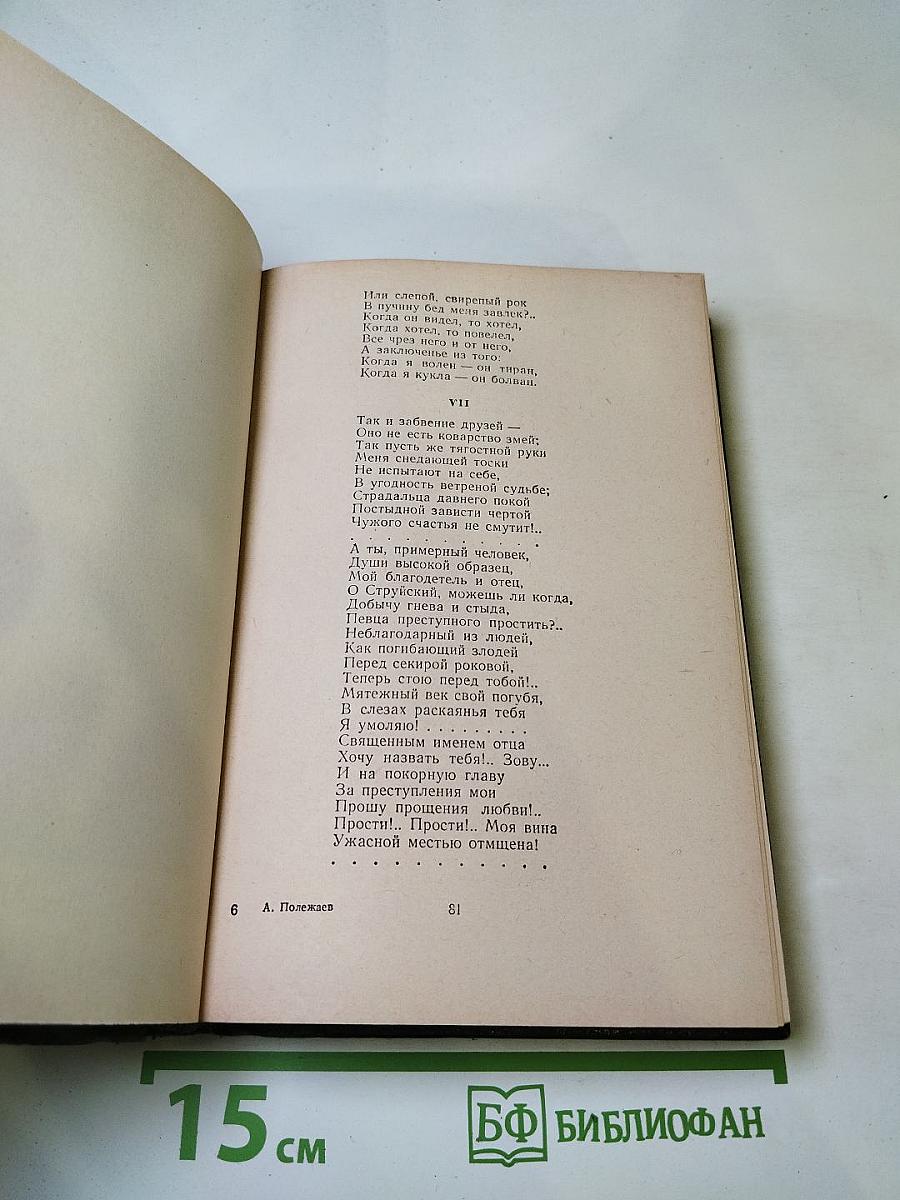 Или слепой, свирепый рок
В пучину бед меня завлек?..
Когда он видел, то хотел,
Когда хотел, то повелел,
Все чрез него и от него,
А заключенье из того:
Когда я волен — он тиран,
Когда я кукла — он болван.
VII
Так и забвение друзей —
Оно не есть коварство змей;
Так пусть же тягостной руки
Меня снедающей тоски
Не испытают на себе,
В угодность ветреной судьбе;
Страдальца давнего покой
Постыдной зависти чертой
Чужого счастья не смутит!..
. . . . . . . . . . .
А ты, примерный человек,
Души высокой образец,
Мой благодетель и отец,
О Струйский, можешь ли когда,
Добычу гнева и стыда,
Певца преступного простить?..
Неблагодарный из людей,
Как погибающий злодей
Перед секирой роковой,
Теперь стою перед тобой!..
Мятежный век свой погубя,
В слезах раскаянья тебя
Я умоляю! . . . . . . . . .
Священным именем отца
Хочу назвать тебя!.. Зову...
И на покорную главу
За преступления мои
Прошу прощения любви!..
Прости!.. Прости!.. Моя вина
Ужасной местью отмщена!
. . . . . . . . . . .
6 А. Полежаев 81
15 см БФ БИБЛИОФАН